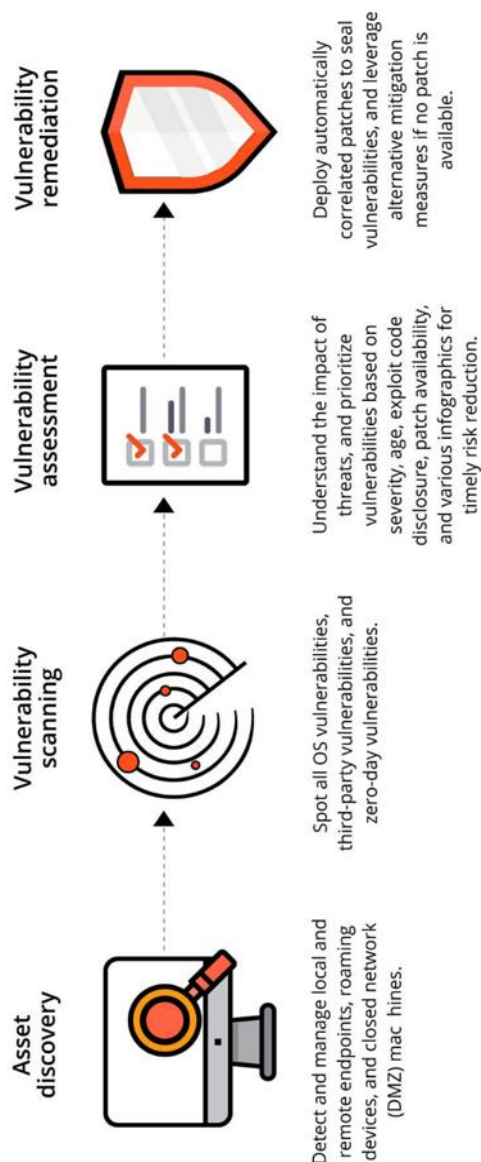 Asset
discovery
Detect and manage local and
remote endpoints, roaming
devices, and closed network
(DMZ) mac hines.
Vulnerability
scanning
Spot all OS vulnerabilities,
third-party vulnerabilities, and
zero-day vulnerabilities.
Vulnerability
assessment
Understand the impact of
threats, and prioritize
vulnerabilities based on
severity, age, exploit code
disclosure, patch availability,
and various infographics for
timely risk reduction.
Vulnerability
remediation
Deploy automatically
correlated patches to seal
vulnerabilities, and leverage
alternative mitigation
measures if no patch is
available.